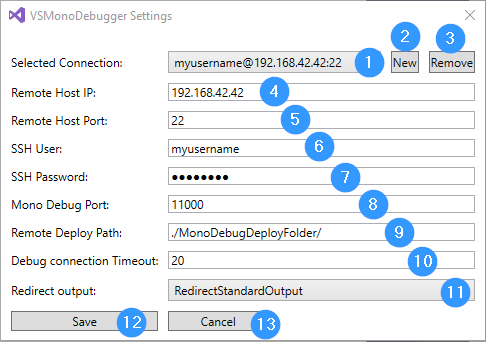 VSMonoDebugger Settings
2 3
Selected Connection: myusername@192.168.42.42:22 1 New Remove
Remote Host IP: 192.168.42.42 4
Remote Host Port: 22 5
SSH User: myusername 6
SSH Password: ●●●●●●●● 7
Mono Debug Port: 11000 8
Remote Deploy Path: ./MonoDebugDeployFolder/ 9
Debug connection Timeout: 20 10
Redirect output: RedirectStandardOutput 11
Save 12 Cancel 13